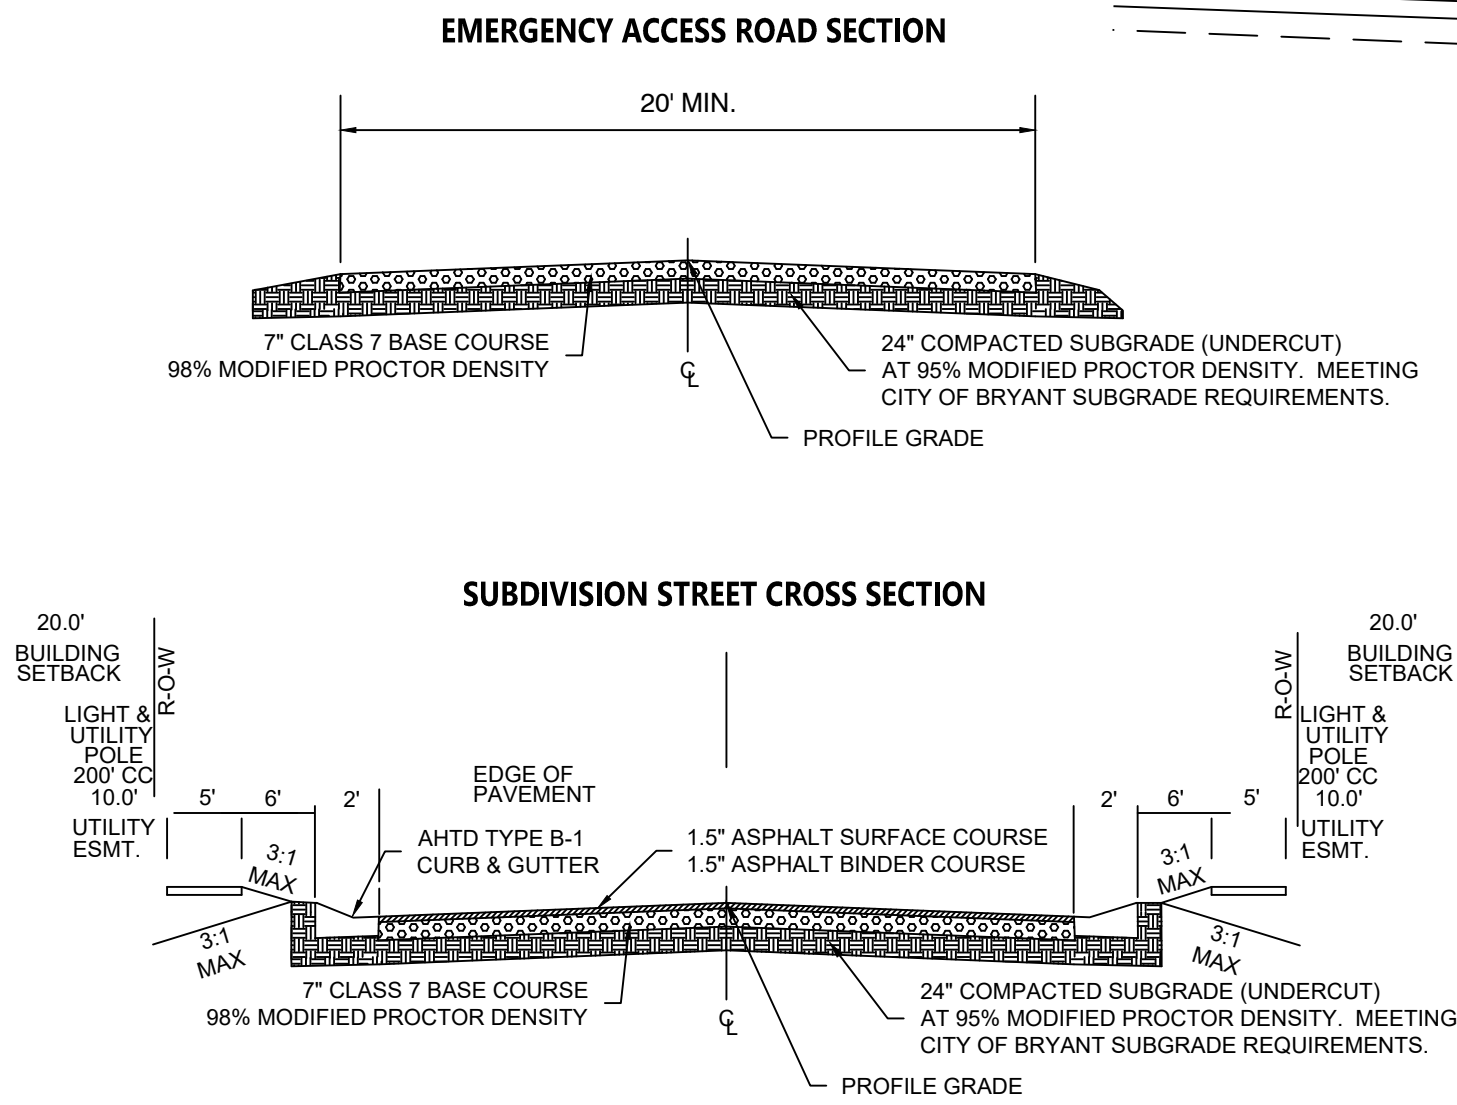 EMERGENCY ACCESS ROAD SECTION
20' MIN.
7" CLASS 7 BASE COURSE
98% MODIFIED PROCTOR DENSITY
℄
24" COMPACTED SUBGRADE (UNDERCUT)
AT 95% MODIFIED PROCTOR DENSITY. MEETING
CITY OF BRYANT SUBGRADE REQUIREMENTS.
PROFILE GRADE
SUBDIVISION STREET CROSS SECTION
20.0'
BUILDING
SETBACK
R-O-W
LIGHT &
UTILITY
POLE
200' CC
10.0'
UTILITY
ESMT.
5'
6'
2'
EDGE OF
PAVEMENT
AHTD TYPE B-1
CURB & GUTTER
1.5" ASPHALT SURFACE COURSE
1.5" ASPHALT BINDER COURSE
2'
6'
5'
20.0'
BUILDING
SETBACK
R-O-W
LIGHT &
UTILITY
POLE
200' CC
10.0'
UTILITY
ESMT.
3:1
MAX
3:1
MAX
3:1
MAX
3:1
MAX
7" CLASS 7 BASE COURSE
98% MODIFIED PROCTOR DENSITY
℄
24" COMPACTED SUBGRADE (UNDERCUT)
AT 95% MODIFIED PROCTOR DENSITY. MEETING
CITY OF BRYANT SUBGRADE REQUIREMENTS.
PROFILE GRADE